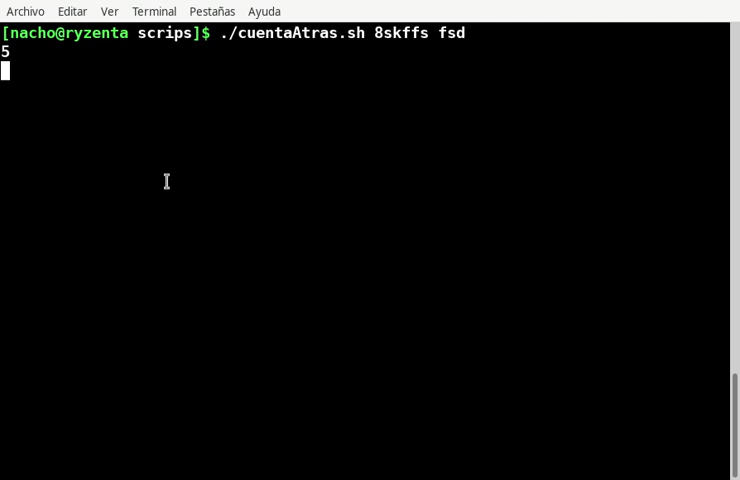 Archivo Editar Ver Terminal Pestañas Ayuda
[nacho@ryzenta scrips]$ ./cuentaAtras.sh 8skffs fsd
5